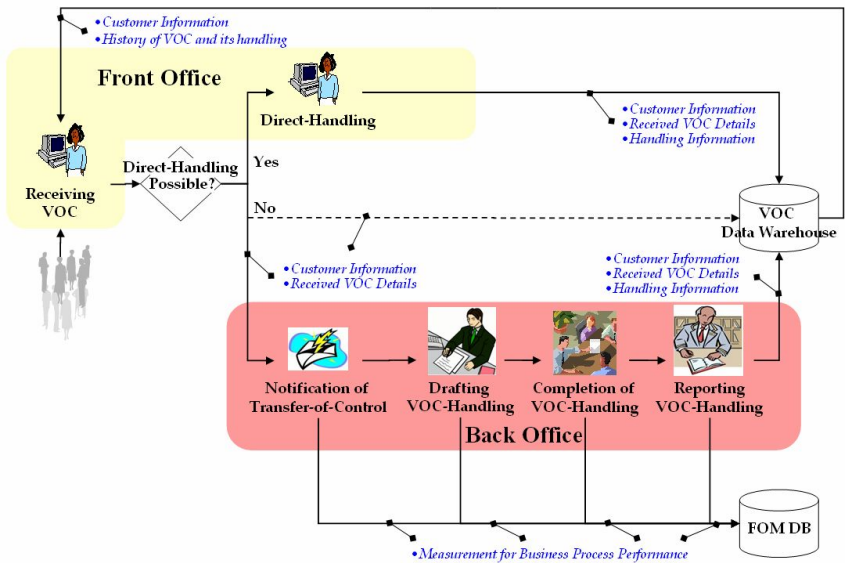 •Customer Information
•History of VOC and its handling
Front Office
Direct-Handling
•Customer Information
•Received VOC Details
•Handling Information
Direct-Handling
Possible?
Yes
Receiving
VOC
No
VOC
Data Warehouse
•Customer Information
•Received VOC Details
•Customer Information
•Received VOC Details
•Handling Information
Notification of
Transfer-of-Control
Drafting
VOC-Handling
Completion of
VOC-Handling
Reporting
VOC-Handling
Back Office
FOM DB
•Measurement for Business Process Performance